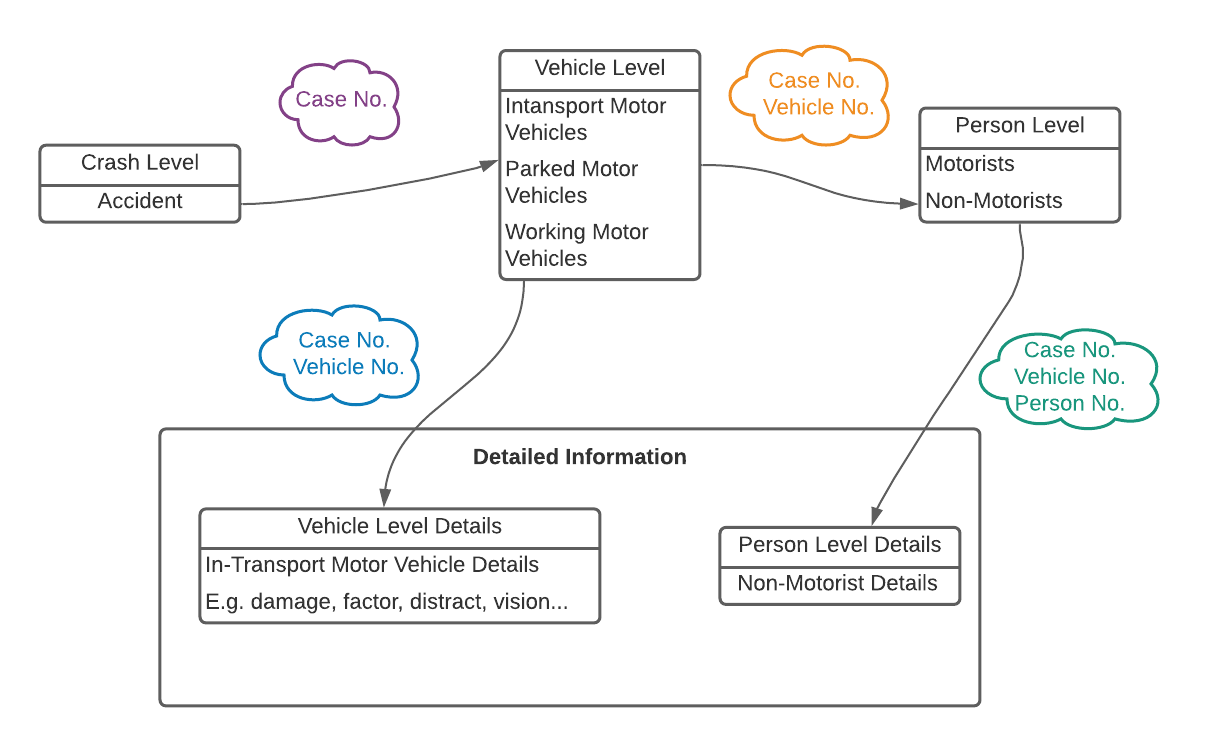 Case No.
Crash Level
Accident
Vehicle Level
Intansport Motor
Vehicles
Parked Motor
Vehicles
Working Motor
Vehicles
Case No.
Vehicle No.
Person Level
Motorists
Non-Motorists
Case No.
Vehicle No.
Case No.
Vehicle No.
Person No.
Detailed Information
Vehicle Level Details
In-Transport Motor Vehicle Details
E.g. damage, factor, distract, vision...
Person Level Details
Non-Motorist Details